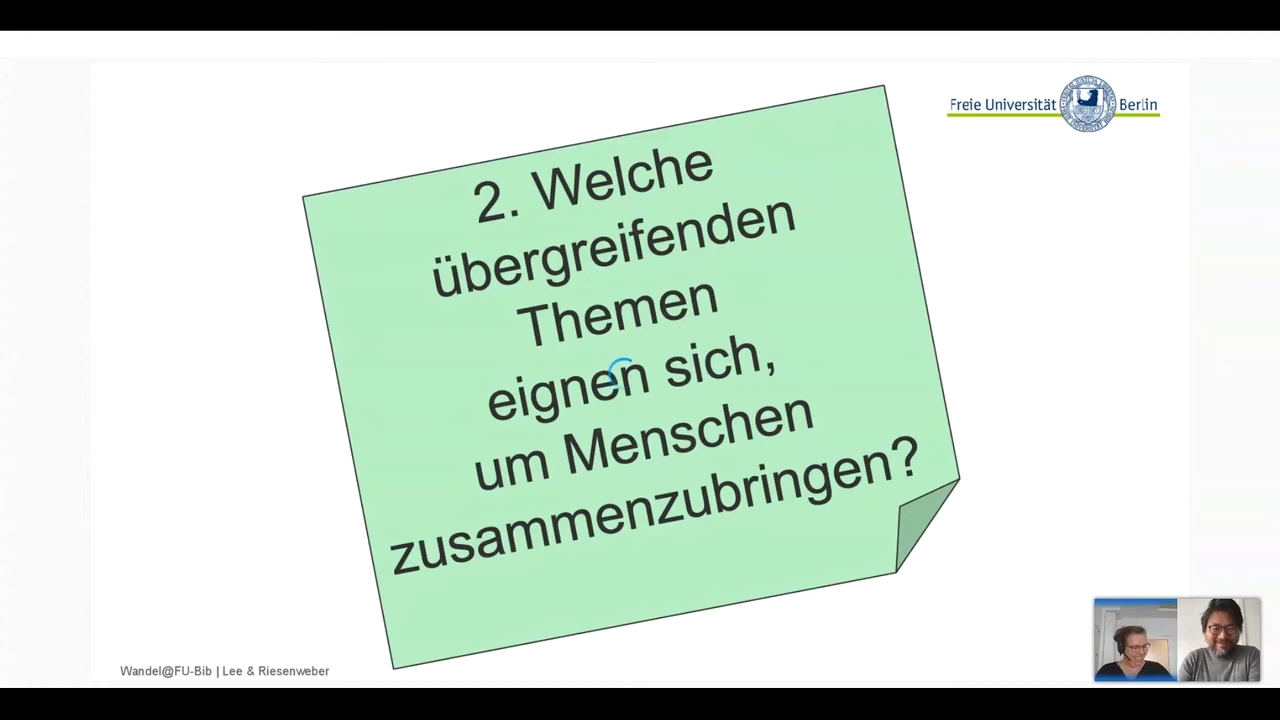 Freie Universität Berlin
2. Welche
übergreifenden
Themen
eignen sich,
um Menschen
zusammenzubringen?
Wandel@FU-Bib | Lee & Riesenweber